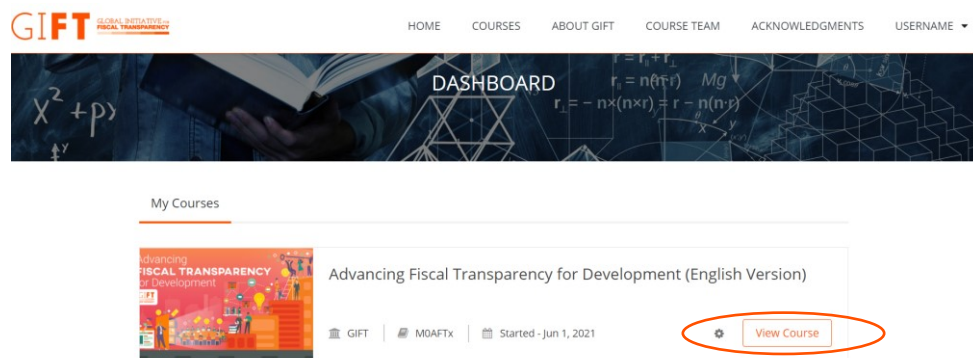 GIFT GLOBAL INITIATIVE FOR FISCAL TRANSPARENCY
HOME COURSES ABOUT GIFT COURSE TEAM ACKNOWLEDGMENTS USERNAME
DASHBOARD
My Courses
Advancing
FISCAL TRANSPARENCY
for Development
GIFT
Advancing Fiscal Transparency for Development (English Version)
GIFT M0AFTx Started - Jun 1, 2021 View Course